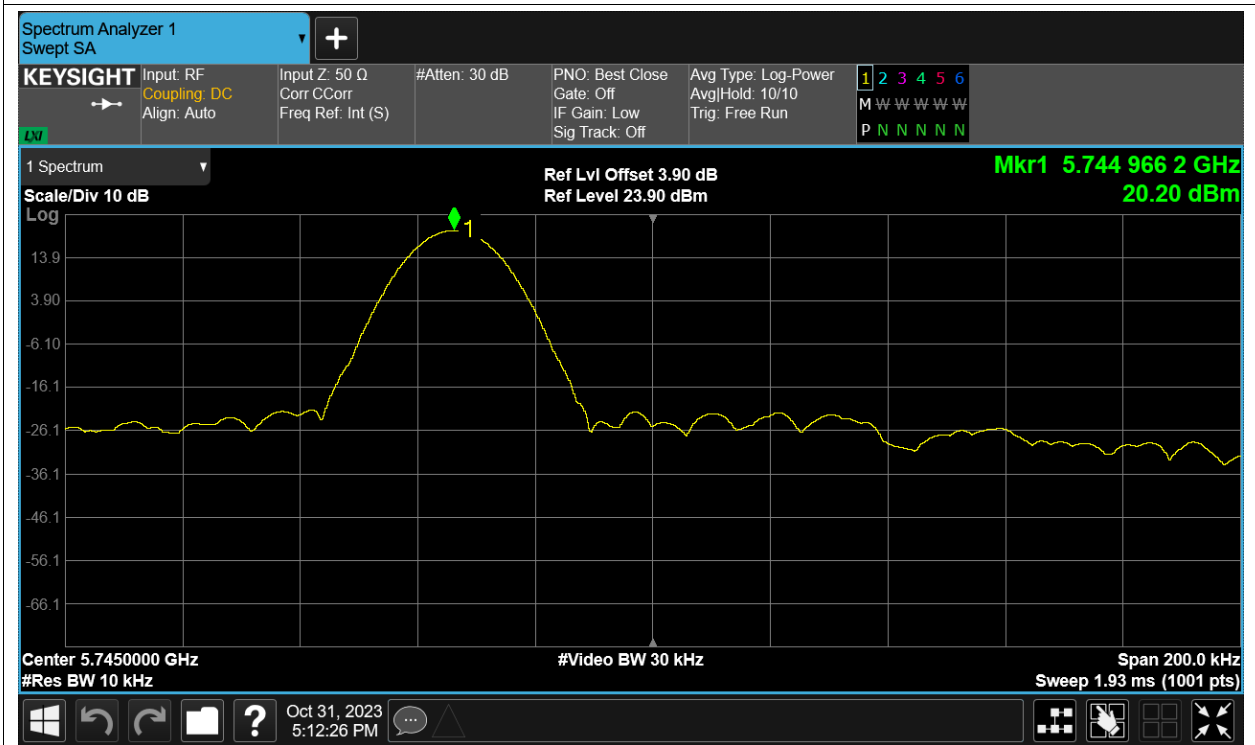 Spectrum Analyzer 1
Swept SA
+
KEYSIGHT
LXI
Input: RF
Coupling: DC
Align: Auto
Input Z: 50 Ω
Corr CCorr
Freq Ref: Int (S)
#Atten: 30 dB
PNO: Best Close
Gate: Off
IF Gain: Low
Sig Track: Off
Avg Type: Log-Power
Avg|Hold: 10/10
Trig: Free Run
1 2 3 4 5 6
M W W W W W
P N N N N N
1 Spectrum
Scale/Div 10 dB
Ref Lvl Offset 3.90 dB
Ref Level 23.90 dBm
Mkr1 5.744 966 2 GHz
20.20 dBm
Log
1
13.9
3.90
-6.10
-16.1
-26.1
-36.1
-46.1
-56.1
-66.1
Center 5.7450000 GHz
#Res BW 10 kHz
#Video BW 30 kHz
Span 200.0 kHz
Sweep 1.93 ms (1001 pts)
?
Oct 31, 2023
5:12:26 PM